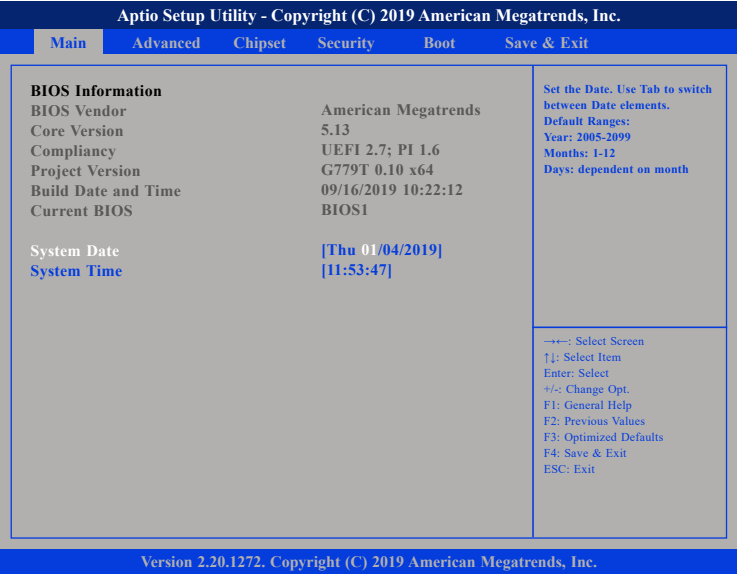 Aptio Setup Utility - Copyright (C) 2019 American Megatrends, Inc.
Main Advanced Chipset Security Boot Save & Exit
BIOS Information
BIOS Vendor American Megatrends
Core Version 5.13
Compliancy UEFI 2.7; PI 1.6
Project Version G779T 0.10 x64
Build Date and Time 09/16/2019 10:22:12
Current BIOS BIOS1
System Date [Thu 01/04/2019]
System Time [11:53:47]
Set the Date. Use Tab to switch
between Date elements.
Default Ranges:
Year: 2005-2099
Months: 1-12
Days: dependent on month
→←: Select Screen
↑↓: Select Item
Enter: Select
+/-: Change Opt.
F1: General Help
F2: Previous Values
F3: Optimized Defaults
F4: Save & Exit
ESC: Exit
Version 2.20.1272. Copyright (C) 2019 American Megatrends, Inc.